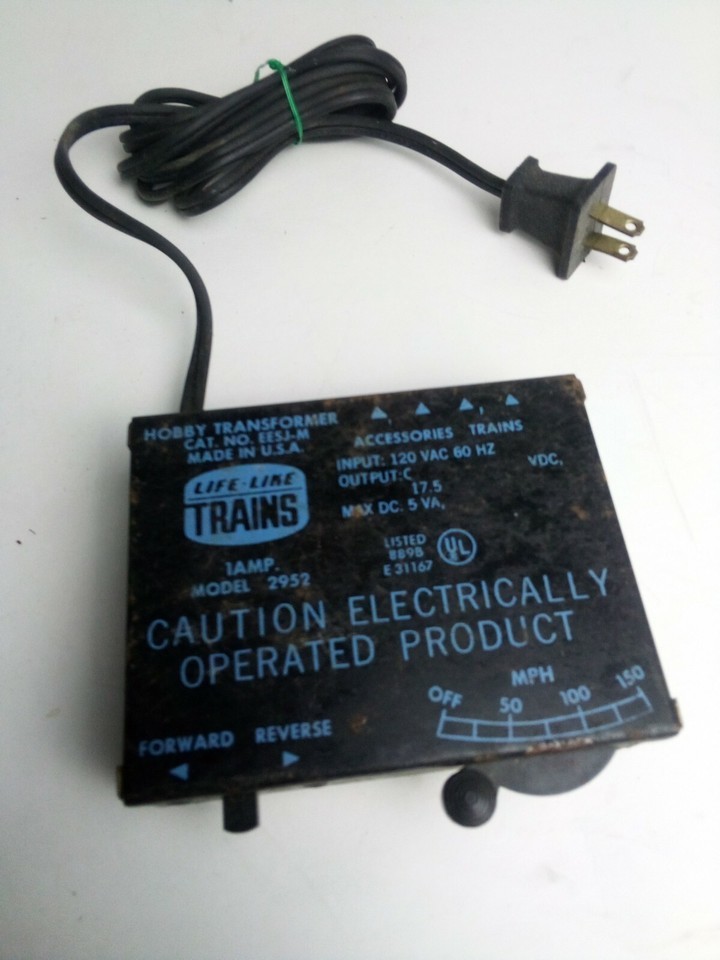 HOBBY TRANSFORMER
CAT. NO. EE5J-M
MADE IN U.S.A.
LIFE-LIKE
TRAINS
1AMP.
MODEL 2952
ACCESSORIES TRAINS
INPUT: 120 VAC 60 HZ
OUTPUT: VDC,
17.5
MAX DC. 5 VA,
LISTED
889B
E 31167
UL
CAUTION ELECTRICALLY
OPERATED PRODUCT
MPH
OFF 50 100 150
FORWARD REVERSE